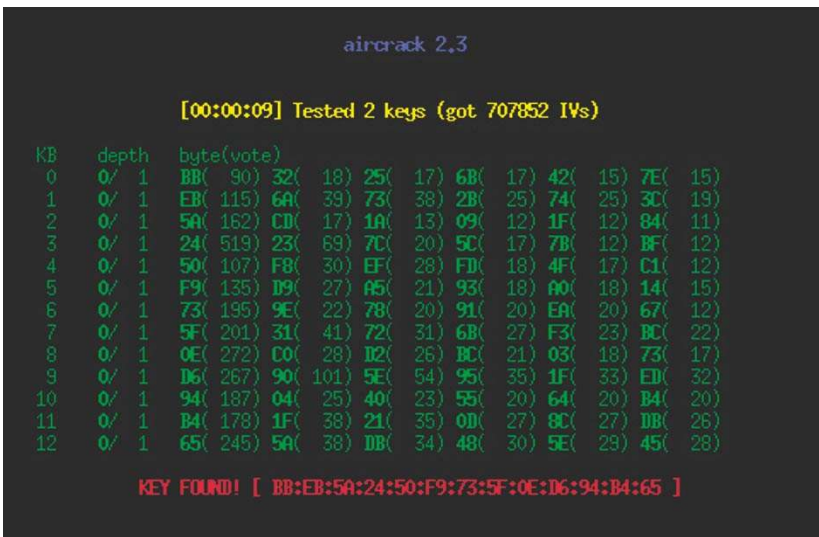 aircrack 2.3
[00:00:09] Tested 2 keys (got 707852 IVs)
KB depth byte(vote)
0 0/ 1 BB( 90) 32( 18) 25( 17) 6B( 17) 42( 15) 7E( 15)
1 0/ 1 EB( 115) 6A( 39) 73( 38) 2B( 25) 74( 25) 3C( 19)
2 0/ 1 5A( 162) CD( 17) 1A( 13) 09( 12) 1F( 12) 84( 11)
3 0/ 1 24( 519) 23( 69) 7C( 20) 5C( 17) 7B( 12) BF( 12)
4 0/ 1 50( 107) F8( 30) EF( 28) FD( 18) 4F( 17) C1( 12)
5 0/ 1 F9( 135) D9( 27) A5( 21) 93( 18) A0( 18) 14( 15)
6 0/ 1 73( 195) 9E( 22) 78( 20) 91( 20) EA( 20) 67( 12)
7 0/ 1 5F( 201) 31( 41) 72( 31) 6B( 27) F3( 23) BC( 22)
8 0/ 1 0E( 272) C0( 28) D2( 26) BC( 21) 03( 18) 73( 17)
9 0/ 1 D6( 267) 90( 101) 5E( 54) 95( 35) 1F( 33) ED( 32)
10 0/ 1 94( 187) 04( 25) 40( 23) 55( 20) 64( 20) B4( 20)
11 0/ 1 B4( 178) 1F( 38) 21( 35) 0D( 27) 8C( 27) DB( 26)
12 0/ 1 65( 245) 5A( 38) DB( 34) 48( 30) 5E( 29) 45( 28)
KEY FOUND! [ BB:EB:5A:24:50:F9:73:5F:0E:D6:94:B4:65 ]